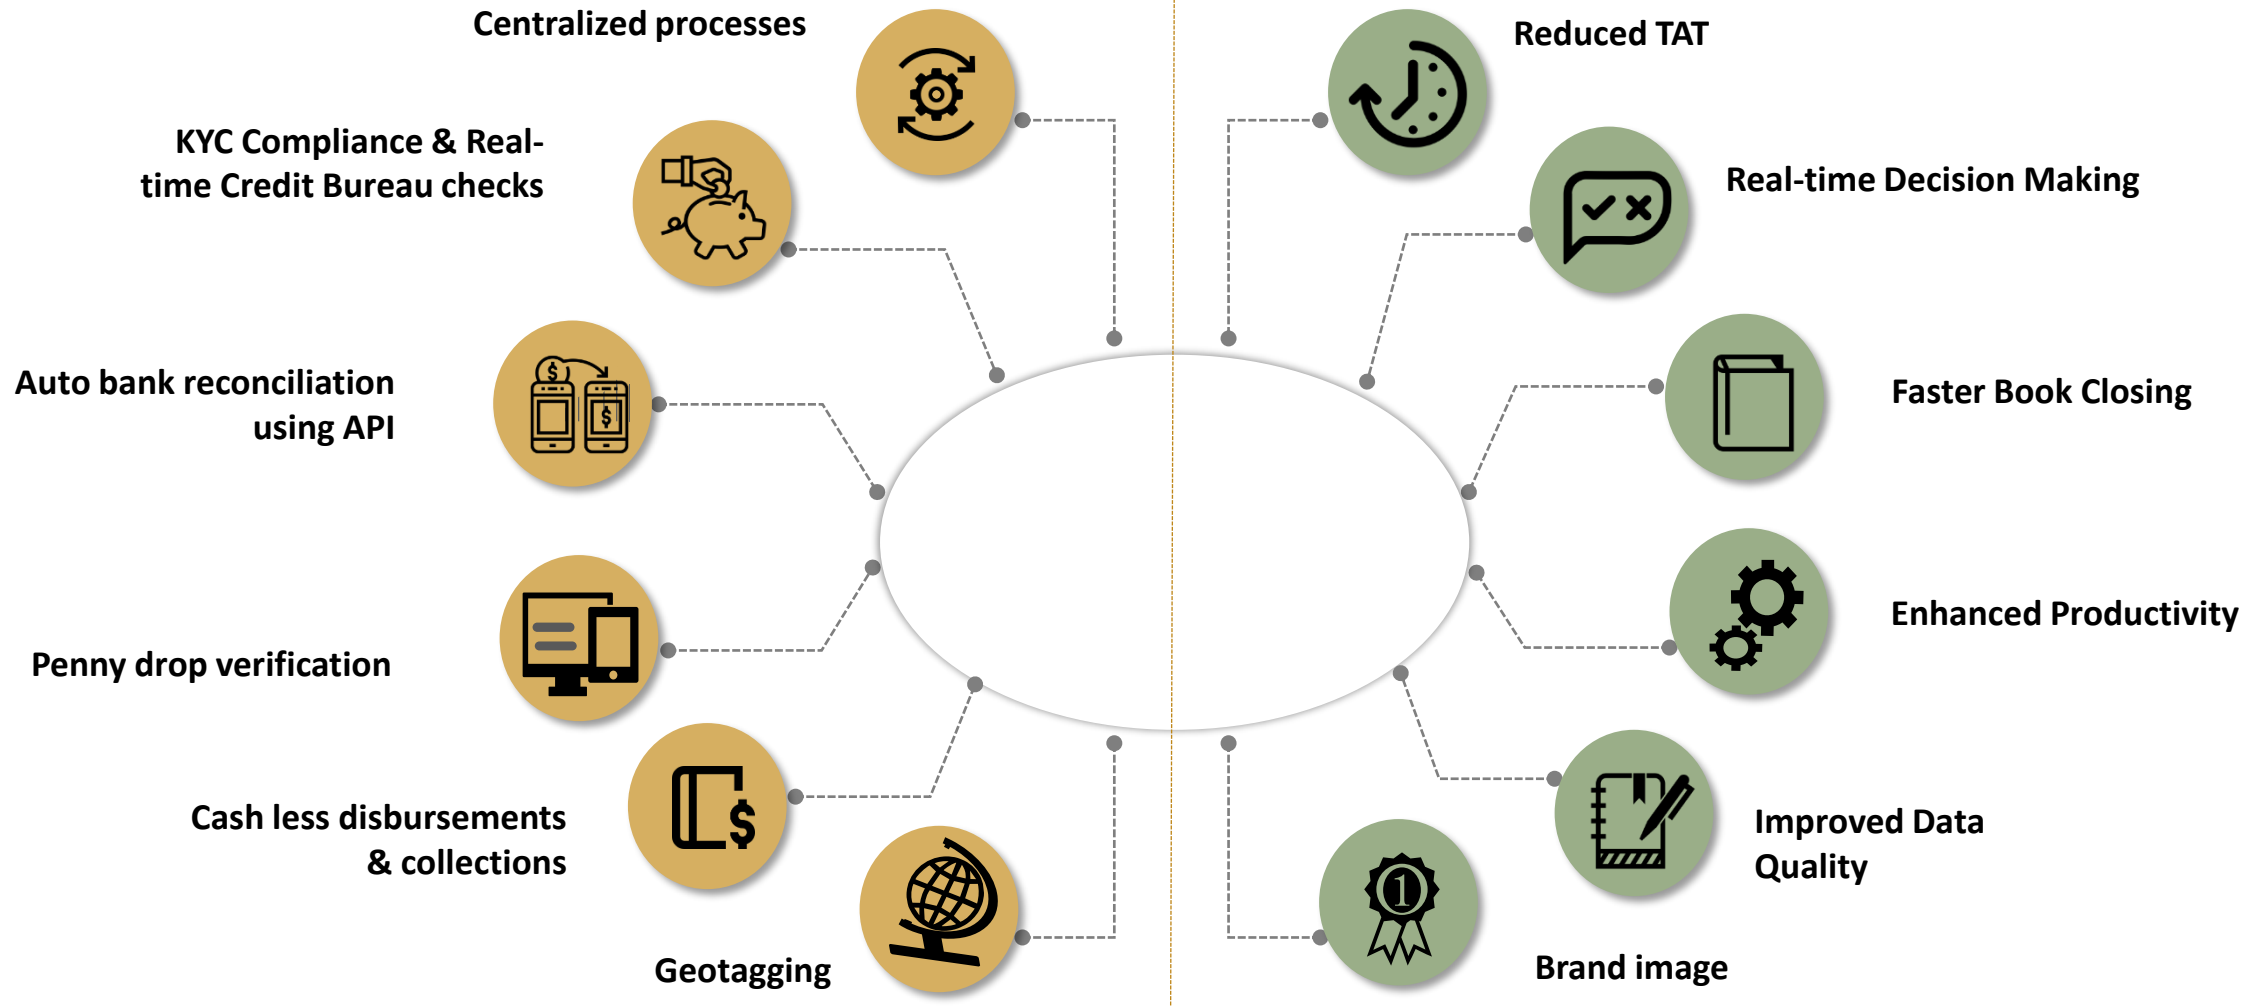 Centralized processes
KYC Compliance & Real-
time Credit Bureau checks
Auto bank reconciliation
using API
Penny drop verification
Cash less disbursements
& collections
Geotagging
Reduced TAT
Real-time Decision Making
Faster Book Closing
Enhanced Productivity
Improved Data
Quality
Brand image
$
$
$
1